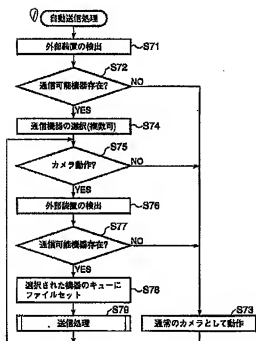 自動送信処理
外部装置の検出
S71
S72
通信可能機器存在?
NO
YES
通信機器の選択(複数可)
S74
S75
カメラ動作?
NO
YES
外部装置の検出
S76
S77
通信可能機器存在?
NO
YES
選択された機器のキューに
ファイルセット
S78
S79
送信処理
S73
通常のカメラとして動作